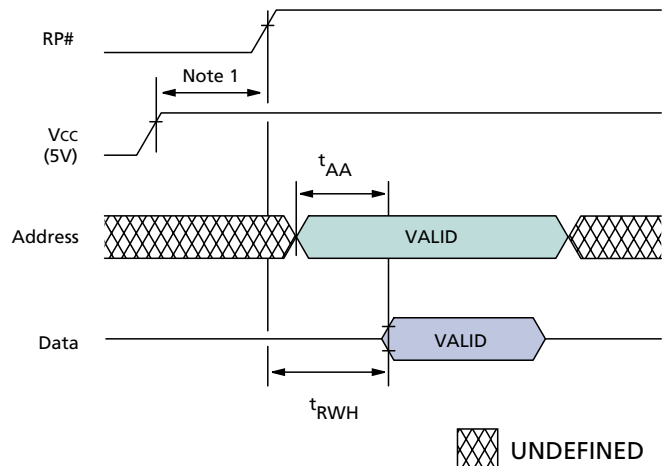 RP#
Note 1
VCC
(5V)
tAA
Address
VALID
Data
VALID
tRWH
UNDEFINED